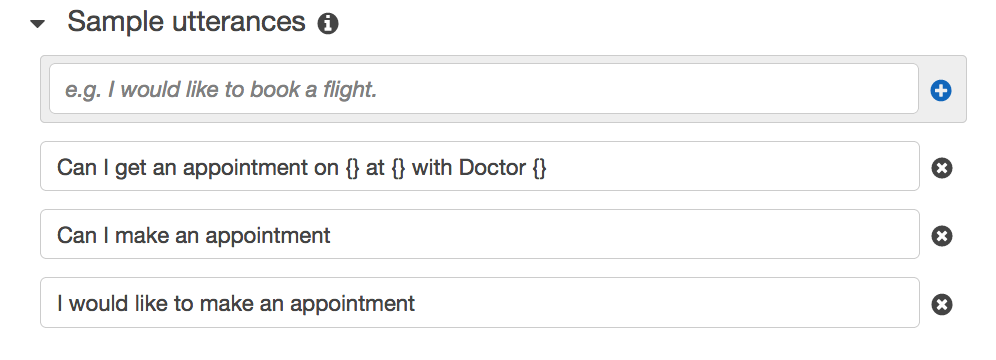 Sample utterances
e.g. I would like to book a flight.
Can I get an appointment on {} at {} with Doctor {}
Can I make an appointment
I would like to make an appointment